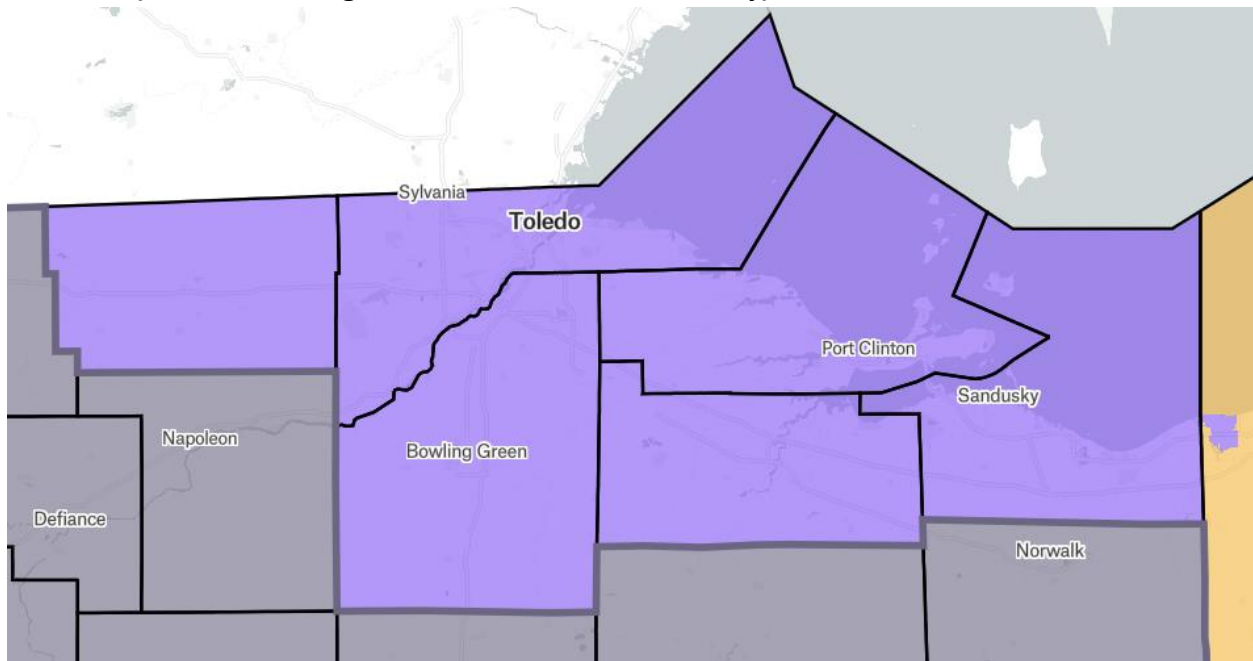 Sylvania
Toledo
Port Clinton
Sandusky
Napoleon
Bowling Green
Defiance
Norwalk